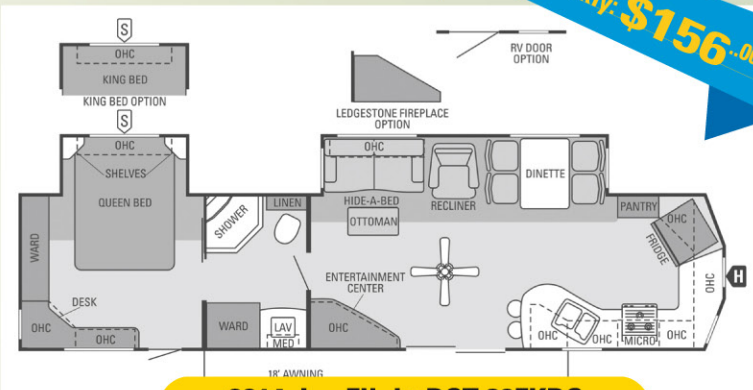 kly: $156..00
S
OHC
KING BED
KING BED OPTION
RV DOOR
OPTION
LEDGESTONE FIREPLACE
OPTION
S
OHC
SHELVES
QUEEN BED
WARD
DESK
OHC
OHC
SHOWER
LINEN
WARD
LAV
MED
OHC
HIDE-A-BED
OTTOMAN
RECLINER
DINETTE
PANTRY
OHC
FRIDGE
H
OHC
ENTERTAINMENT
CENTER
OHC
OHC
MICRO
OHC
18' AWNING